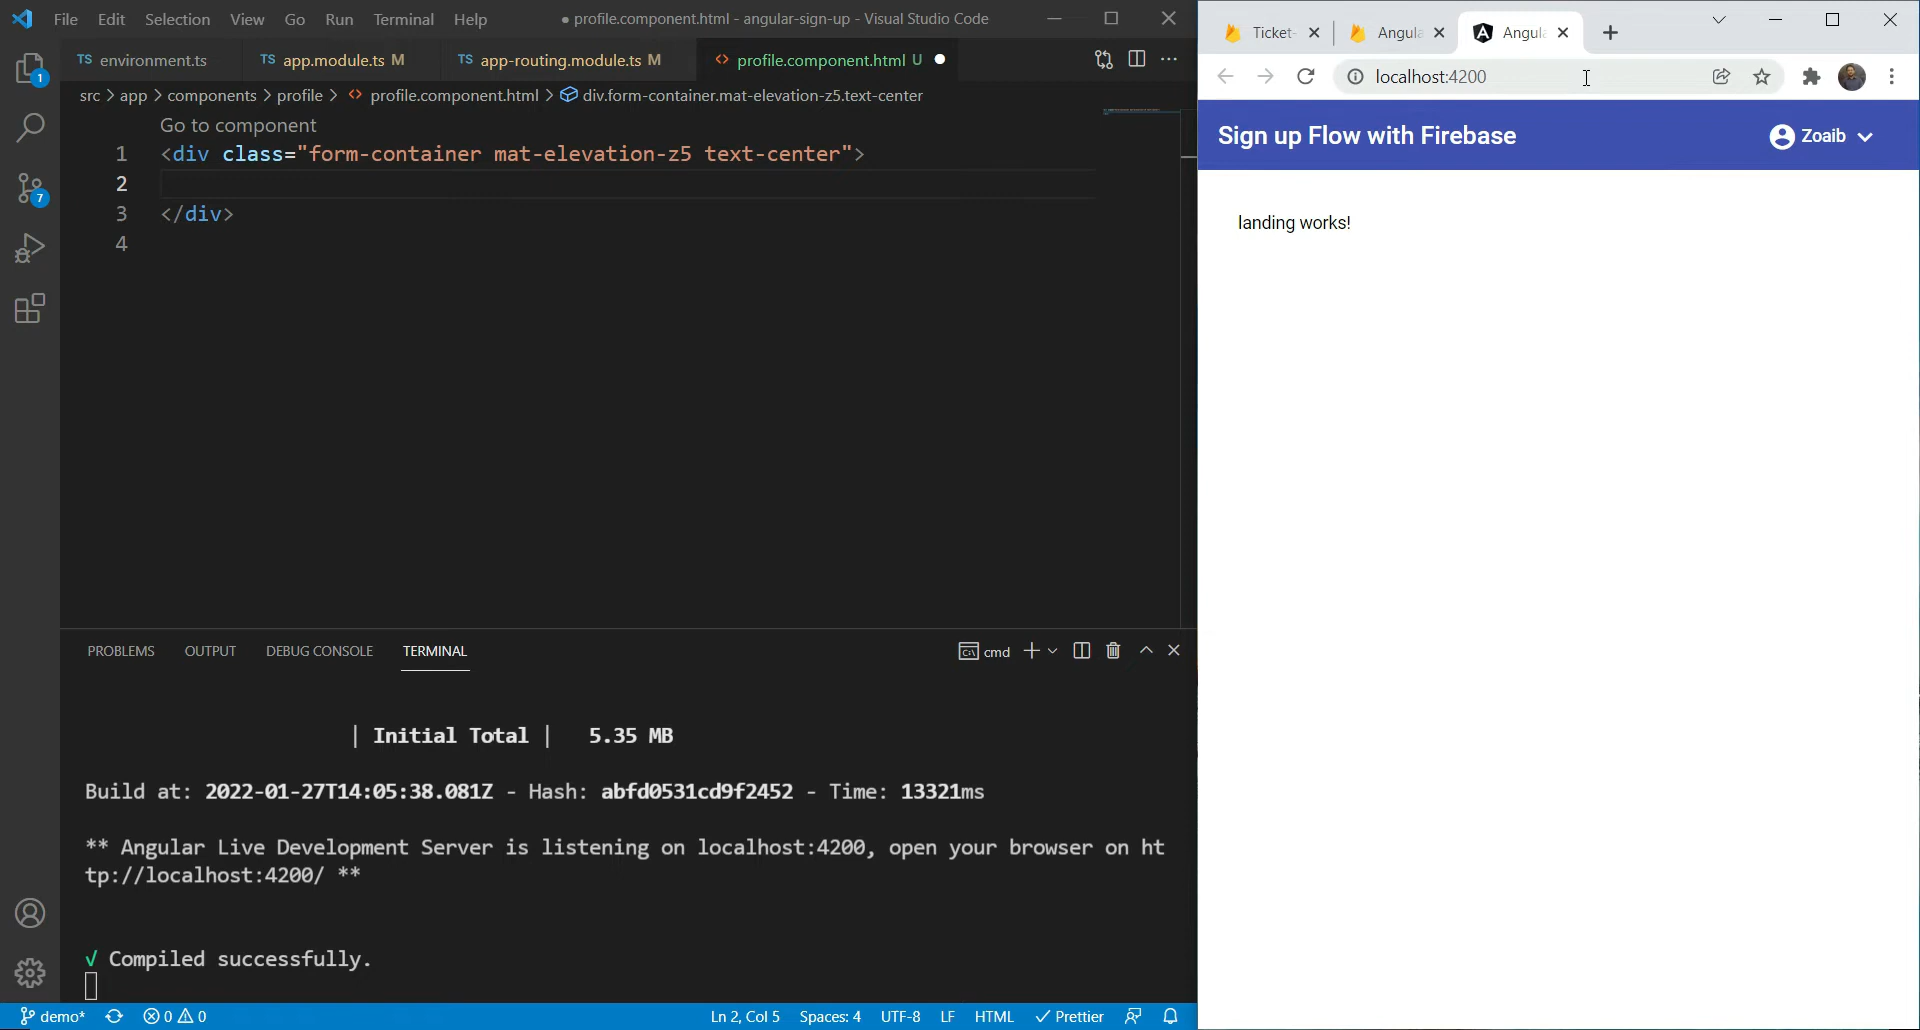 File Edit Selection View Go Run Terminal Help ● profile.component.html - angular-sign-up - Visual Studio Code
TS environment.ts TS app.module.ts M TS app-routing.module.ts M <> profile.component.html U
src > app > components > profile > <> profile.component.html > div.form-container.mat-elevation-z5.text-center
Go to component
1 <div class="form-container mat-elevation-z5 text-center">
2
3 </div>
4
1
7
PROBLEMS OUTPUT DEBUG CONSOLE TERMINAL cmd
| Initial Total | 5.35 MB
Build at: 2022-01-27T14:05:38.081Z - Hash: abfd0531cd9f2452 - Time: 13321ms
** Angular Live Development Server is listening on localhost:4200, open your browser on ht
tp://localhost:4200/ **
√ Compiled successfully.
demo* 0 0 Ln 2, Col 5 Spaces: 4 UTF-8 LF HTML Prettier
Ticket- Angula Angula
localhost:4200
Sign up Flow with Firebase Zoaib
landing works!